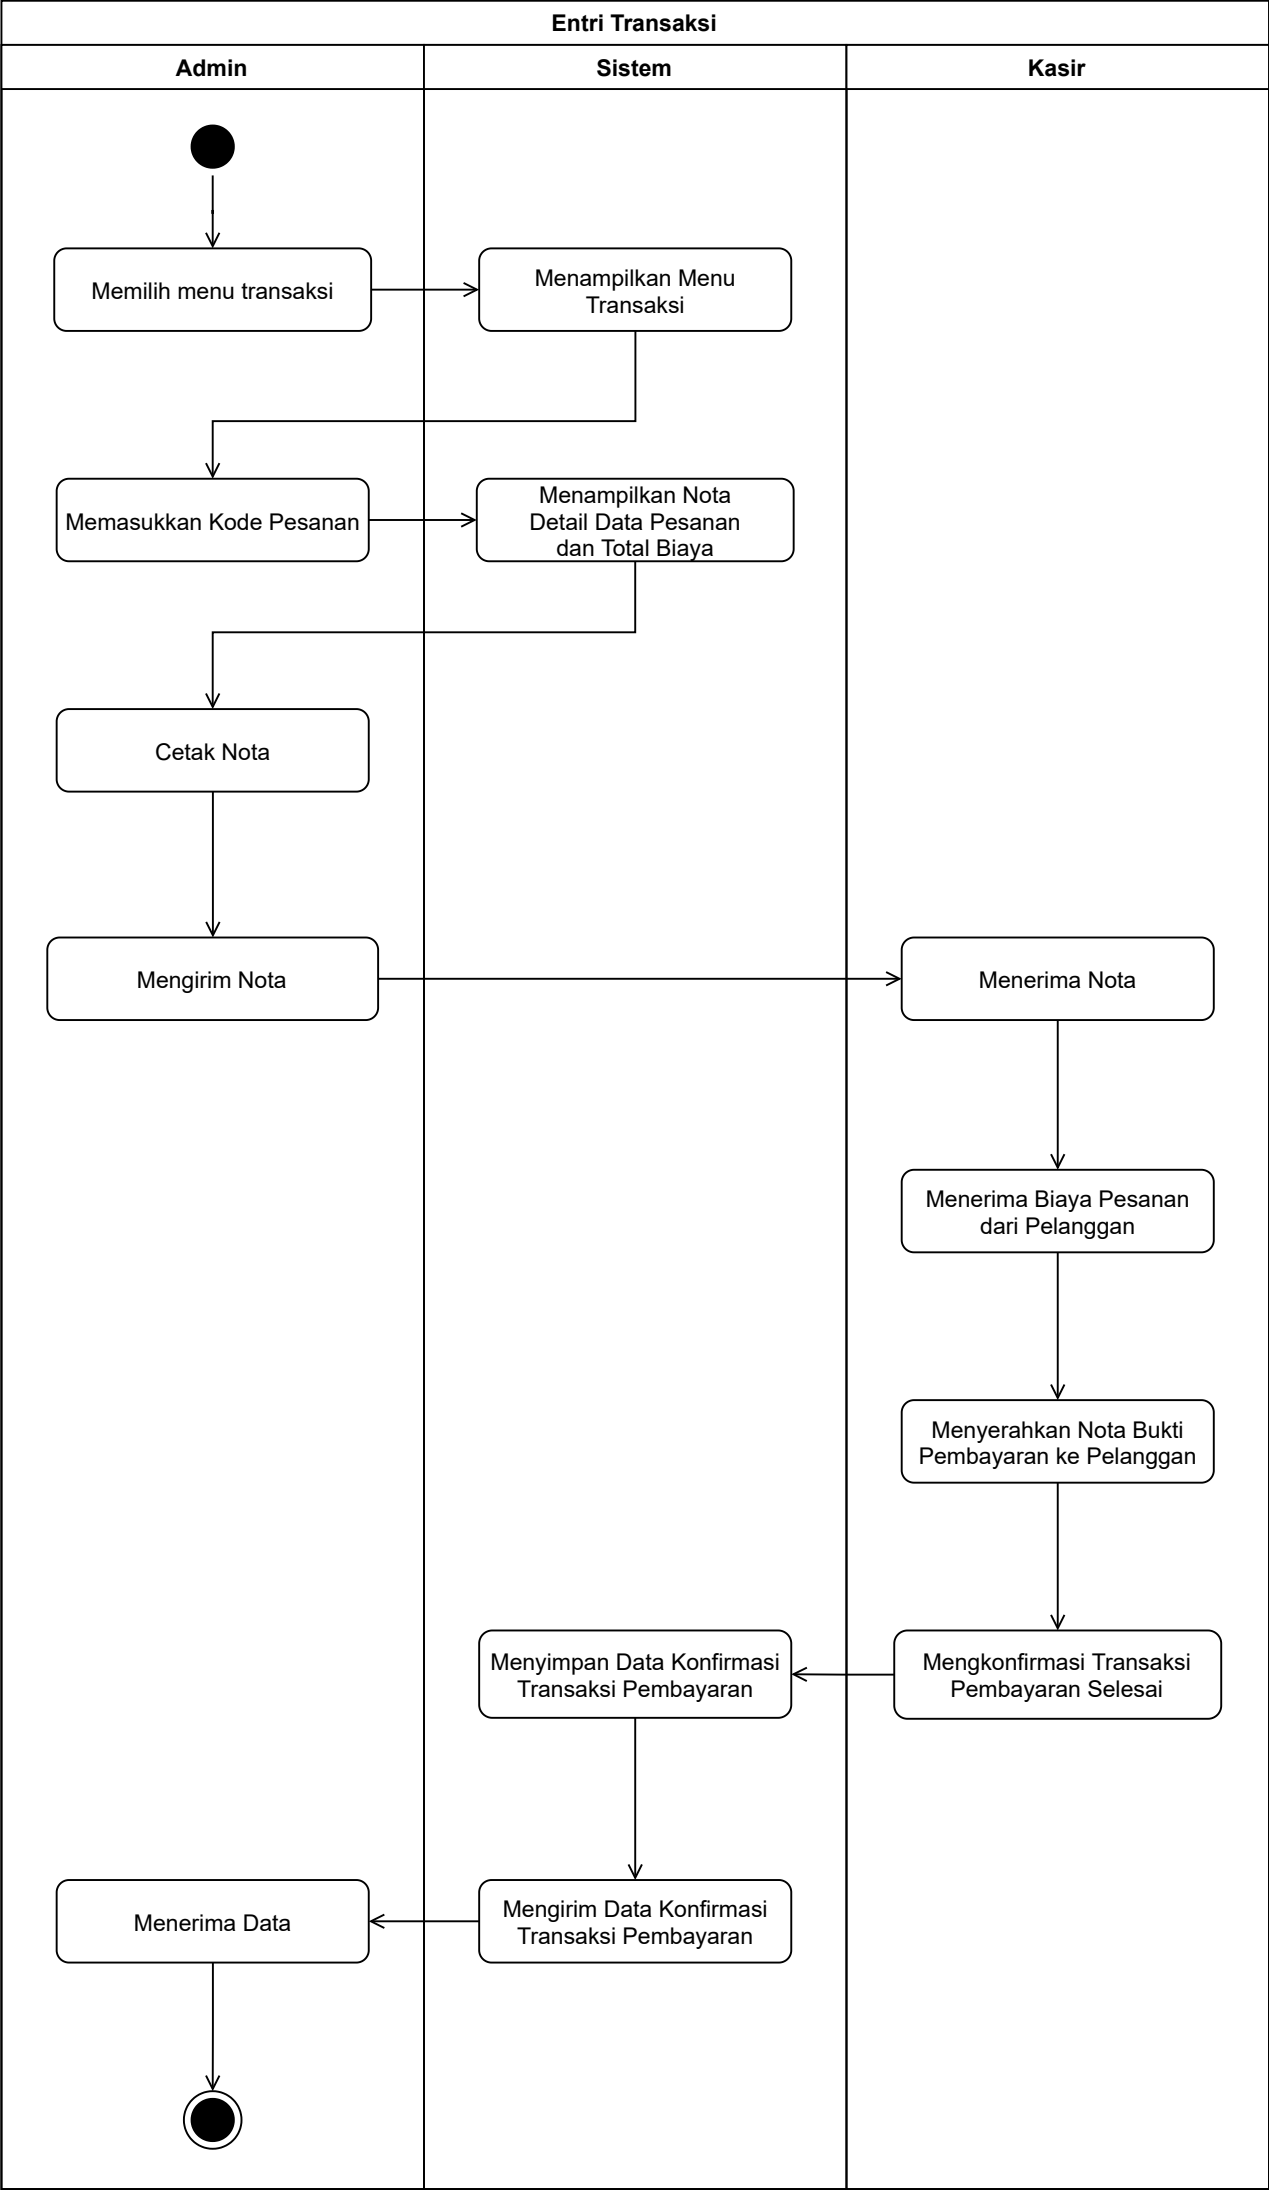 Entri Transaksi
Admin
Sistem
Kasir
Memilih menu transaksi
Menampilkan Menu
Transaksi
Memasukkan Kode Pesanan
Menampilkan Nota
Detail Data Pesanan
dan Total Biaya
Cetak Nota
Mengirim Nota
Menerima Nota
Menerima Biaya Pesanan
dari Pelanggan
Menyerahkan Nota Bukti
Pembayaran ke Pelanggan
Menyimpan Data Konfirmasi
Transaksi Pembayaran
Mengkonfirmasi Transaksi
Pembayaran Selesai
Menerima Data
Mengirim Data Konfirmasi
Transaksi Pembayaran